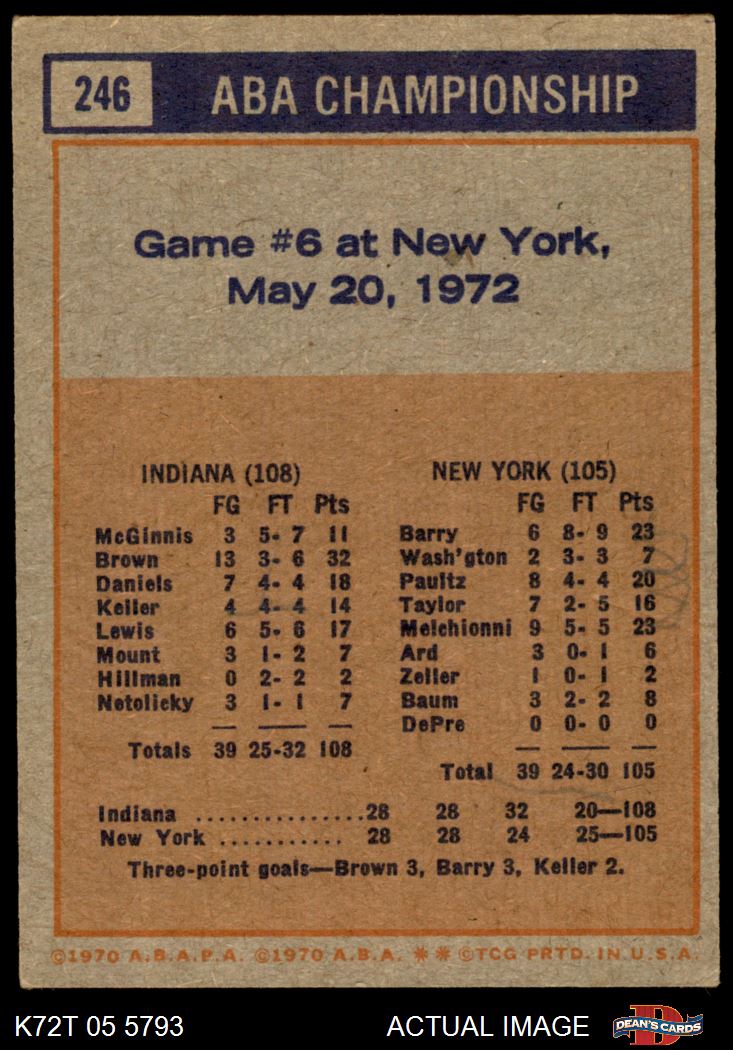 246 ABA CHAMPIONSHIP
Game #6 at New York,
May 20, 1972
INDIANA (108)
FG FT Pts
McGinnis 3 5- 7 11
Brown 13 3- 6 32
Daniels 7 4- 4 18
Keller 4 4- 4 14
Lewis 6 5- 6 17
Mount 3 1- 2 7
Hillman 0 2- 2 2
Netolicky 3 1- 1 7
Totals 39 25-32 108
NEW YORK (105)
FG FT Pts
Barry 6 8- 9 23
Wash'gton 2 3- 3 7
Paultz 8 4- 4 20
Taylor 7 2- 5 16
Melchionni 9 5- 5 23
Ard 3 0- 1 6
Zeller 1 0- 1 2
Baum 3 2- 2 8
DePre 0 0- 0 0
Total 39 24-30 105
Indiana ...............28 28 32 20—108
New York ...........28 28 24 25—105
Three-point goals—Brown 3, Barry 3, Keller 2.
©1970 A.B.A.P.A. ©1970 A.B.A. ** ©TCG PRTD. IN U.S.A.
K72T 05 5793 ACTUAL IMAGE DEAN'S CARDS